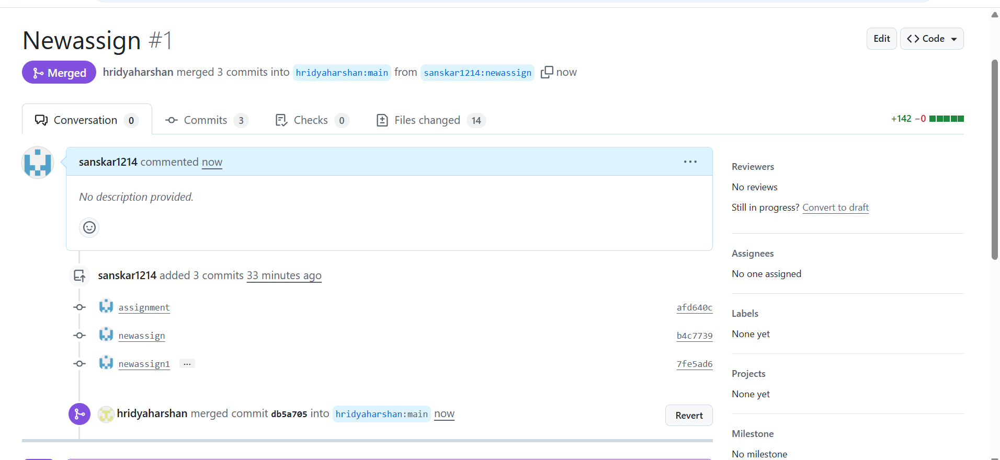 Newassign #1
Edit
<> Code
Merged
hridyaharshan merged 3 commits into hridyaharshan:main from sanskar1214:newassign now
Conversation 0
Commits 3
Checks 0
Files changed 14
+142 −0
sanskar1214 commented now
No description provided.
sanskar1214 added 3 commits 33 minutes ago
assignment afd640c
newassign b4c7739
newassign1 ... 7fe5ad6
hridyaharshan merged commit db5a705 into hridyaharshan:main now
Revert
Reviewers
No reviews
Still in progress? Convert to draft
Assignees
No one assigned
Labels
None yet
Projects
None yet
Milestone
No milestone